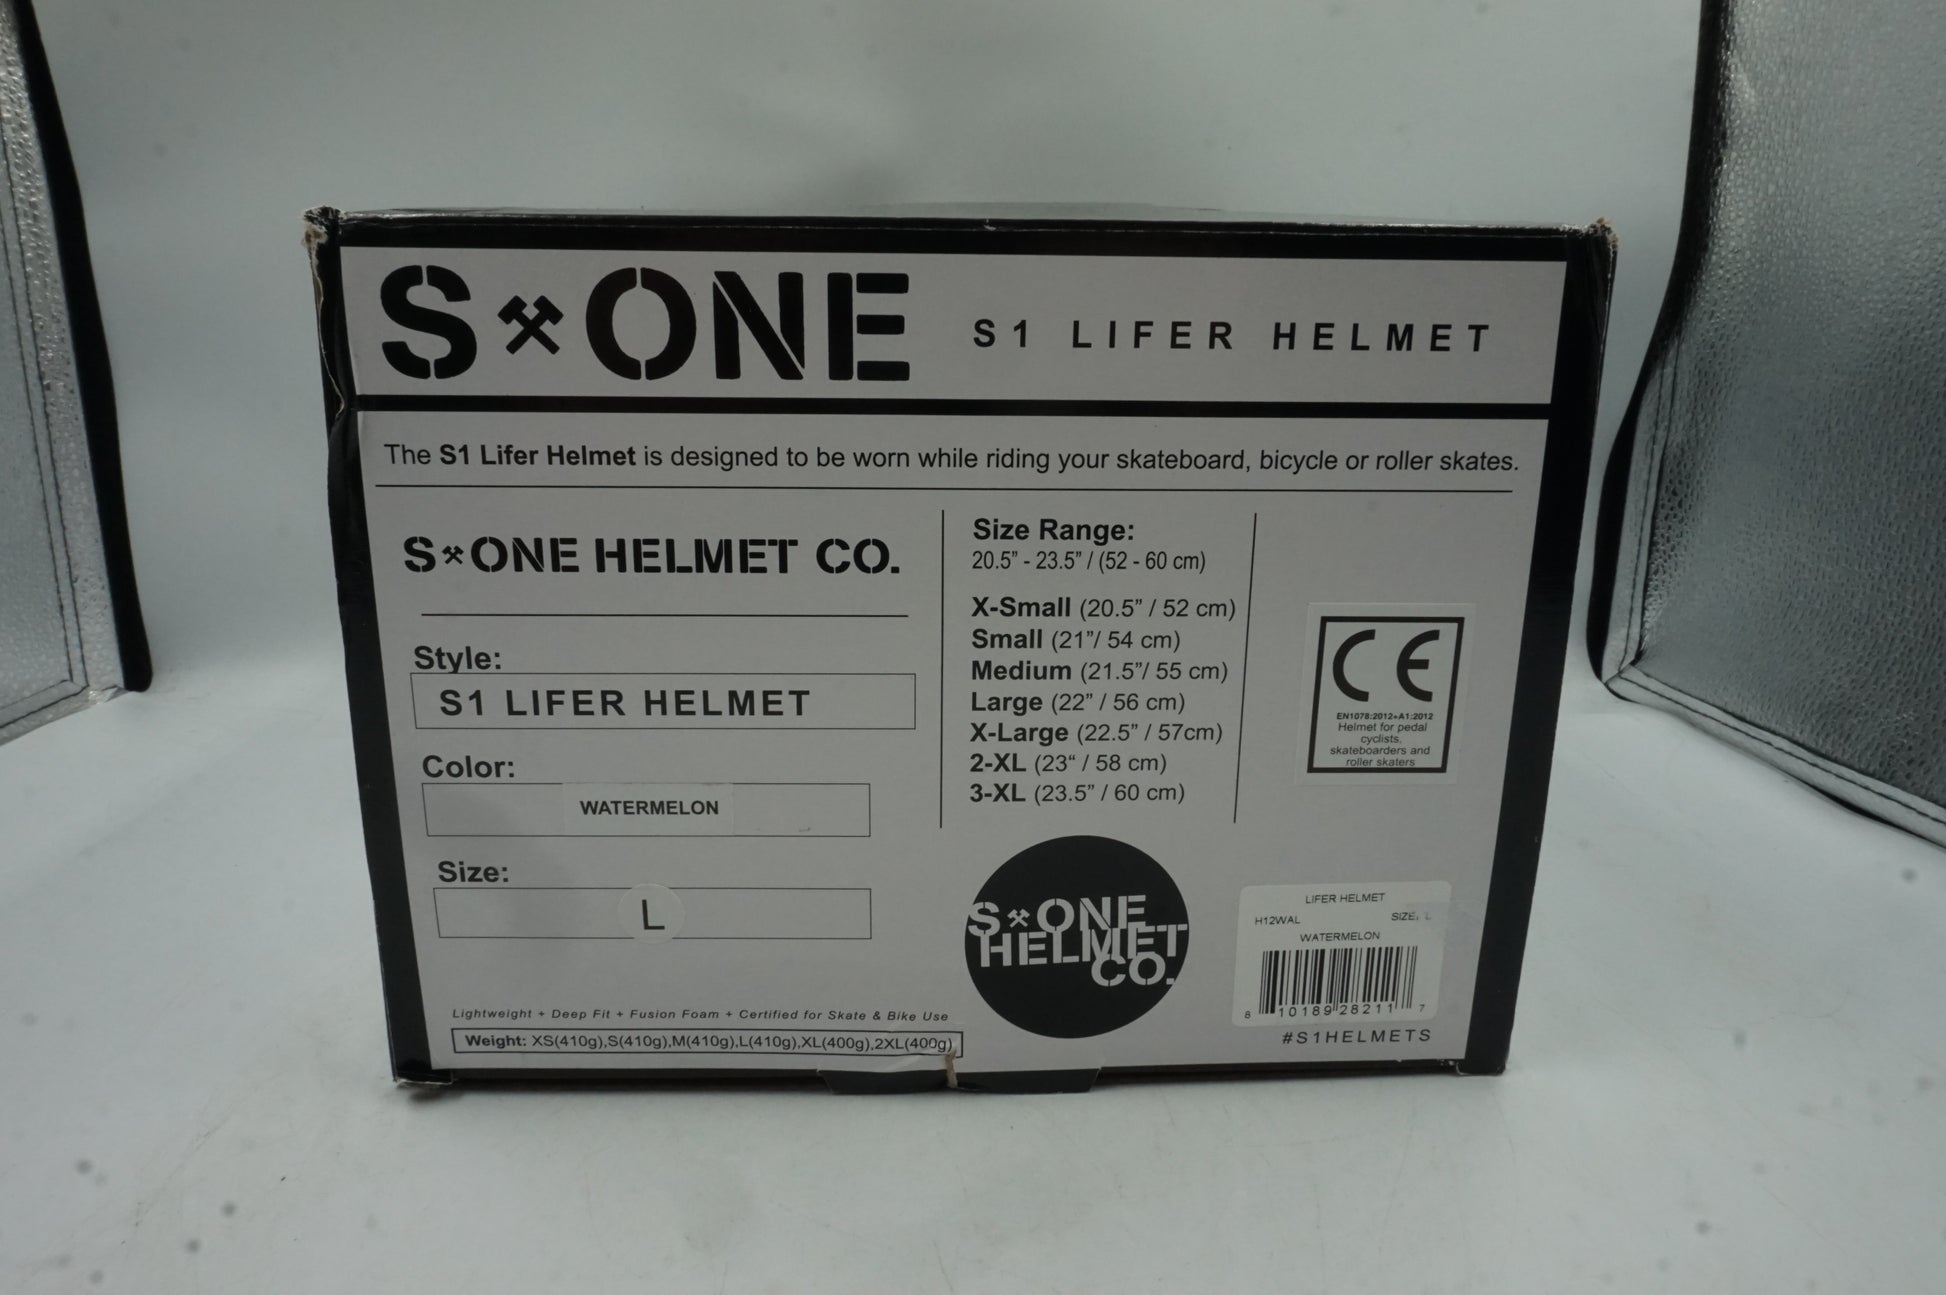 S ONE
S1 LIFER HELMET
The S1 Lifer Helmet is designed to be worn while riding your skateboard, bicycle or roller skates.
S ONE HELMET CO.
Style:
S1 LIFER HELMET
Color:
WATERMELON
Size:
L
Lightweight + Deep Fit + Fusion Foam + Certified for Skate & Bike Use
Weight: XS(410g),S(410g),M(410g),L(410g),XL(400g),2XL(400g)
Size Range:
20.5” - 23.5” / (52 - 60 cm)
X-Small (20.5” / 52 cm)
Small (21”/ 54 cm)
Medium (21.5”/ 55 cm)
Large (22” / 56 cm)
X-Large (22.5” / 57cm)
2-XL (23“ / 58 cm)
3-XL (23.5” / 60 cm)
S ONE
HELMET
CO.
CE
EN1078:2012+A1:2012
Helmet for pedal
cyclists,
skateboarders and
roller skaters
LIFER HELMET
H12WAL SIZE: L
WATERMELON
8 10189 28211 7
#S1HELMETS